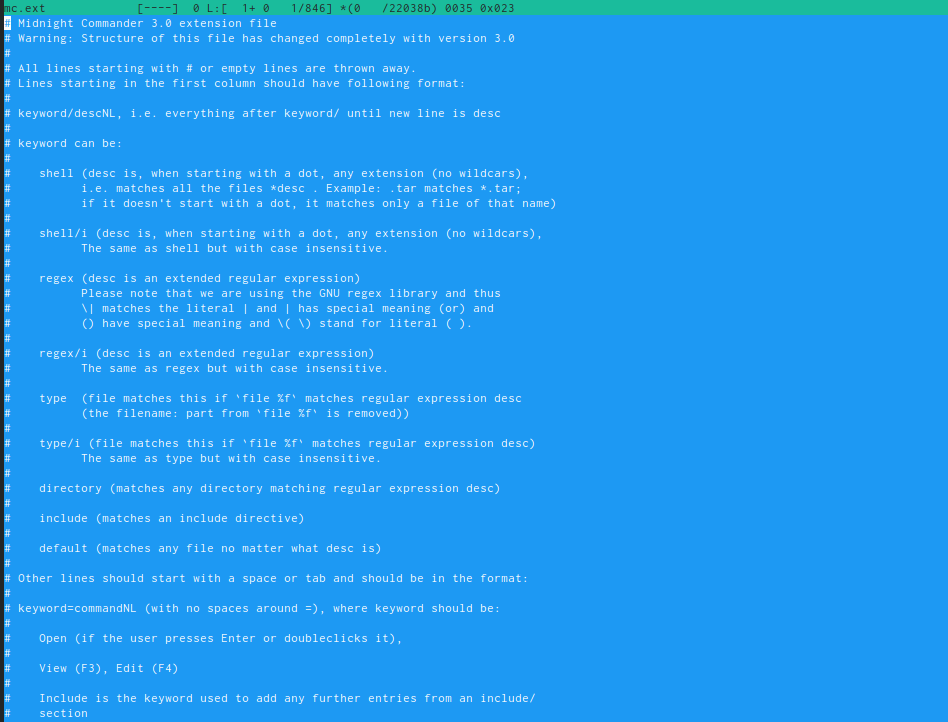 mc.ext [----] 0 L:[ 1+ 0 1/846] *(0 /22038b) 0035 0x023
# Midnight Commander 3.0 extension file
# Warning: Structure of this file has changed completely with version 3.0
#
# All lines starting with # or empty lines are thrown away.
# Lines starting in the first column should have following format:
#
# keyword/descNL, i.e. everything after keyword/ until new line is desc
#
# keyword can be:
#
#    shell (desc is, when starting with a dot, any extension (no wildcars),
#          i.e. matches all the files *desc . Example: .tar matches *.tar;
#          if it doesn't start with a dot, it matches only a file of that name)
#
#    shell/i (desc is, when starting with a dot, any extension (no wildcars),
#          The same as shell but with case insensitive.
#
#    regex (desc is an extended regular expression)
#          Please note that we are using the GNU regex library and thus
#          \| matches the literal | and | has special meaning (or) and
#          () have special meaning and \( \) stand for literal ( ).
#
#    regex/i (desc is an extended regular expression)
#          The same as regex but with case insensitive.
#
#    type  (file matches this if `file %f` matches regular expression desc
#          (the filename: part from `file %f` is removed))
#
#    type/i (file matches this if `file %f` matches regular expression desc)
#          The same as type but with case insensitive.
#
#    directory (matches any directory matching regular expression desc)
#
#    include (matches an include directive)
#
#    default (matches any file no matter what desc is)
#
# Other lines should start with a space or tab and should be in the format:
#
# keyword=commandNL (with no spaces around =), where keyword should be:
#
#    Open (if the user presses Enter or doubleclicks it),
#
#    View (F3), Edit (F4)
#
#    Include is the keyword used to add any further entries from an include/
#    section